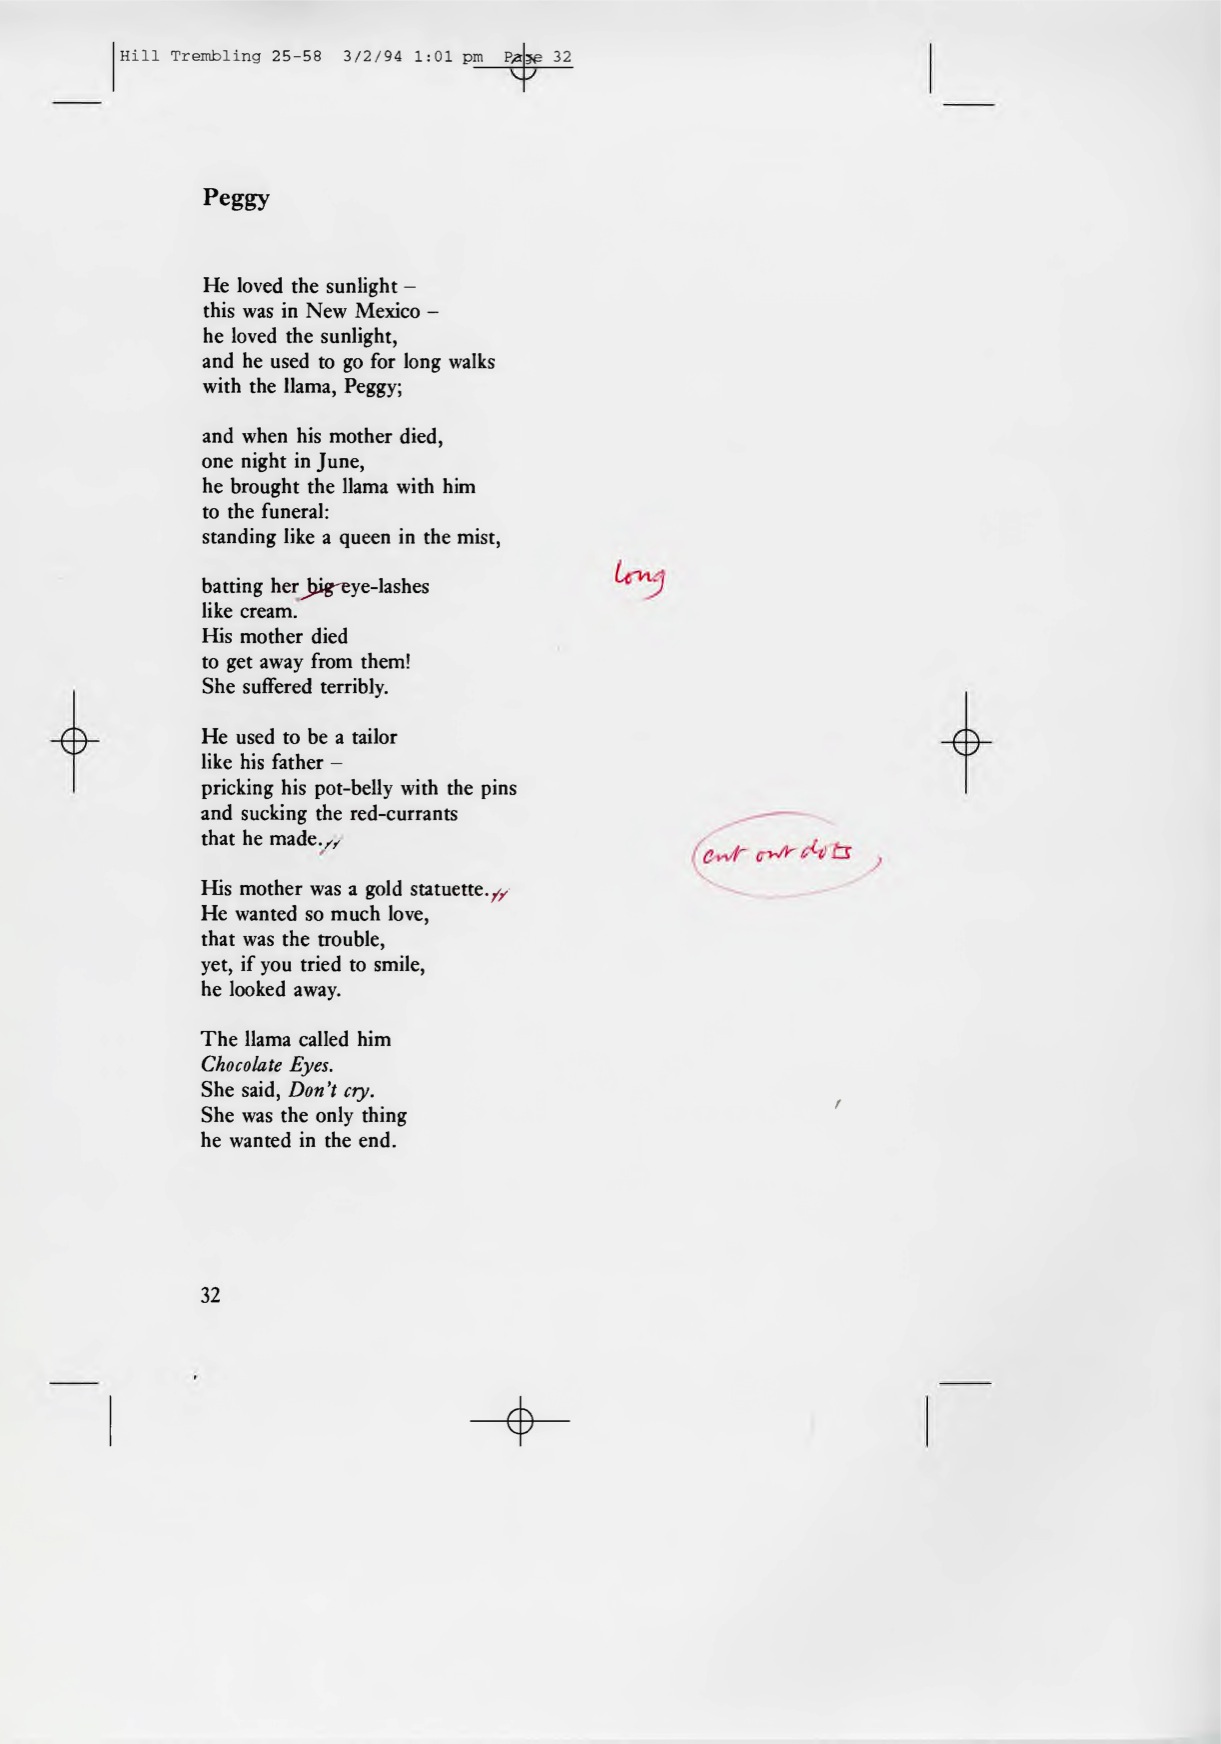 Hill Trembling 25-58 3/2/94 1:01 pm Page 32
Peggy
He loved the sunlight –
this was in New Mexico –
he loved the sunlight,
and he used to go for long walks
with the llama, Peggy;
and when his mother died,
one night in June,
he brought the llama with him
to the funeral:
standing like a queen in the mist,
batting her big eye-lashes
long
like cream.
His mother died
to get away from them!
She suffered terribly.
He used to be a tailor
like his father –
pricking his pot-belly with the pins
and sucking the red-currants
that he made.
cut out dots
His mother was a gold statuette.
He wanted so much love,
that was the trouble,
yet, if you tried to smile,
he looked away.
The llama called him
Chocolate Eyes.
She said, Don't cry.
She was the only thing
he wanted in the end.
32